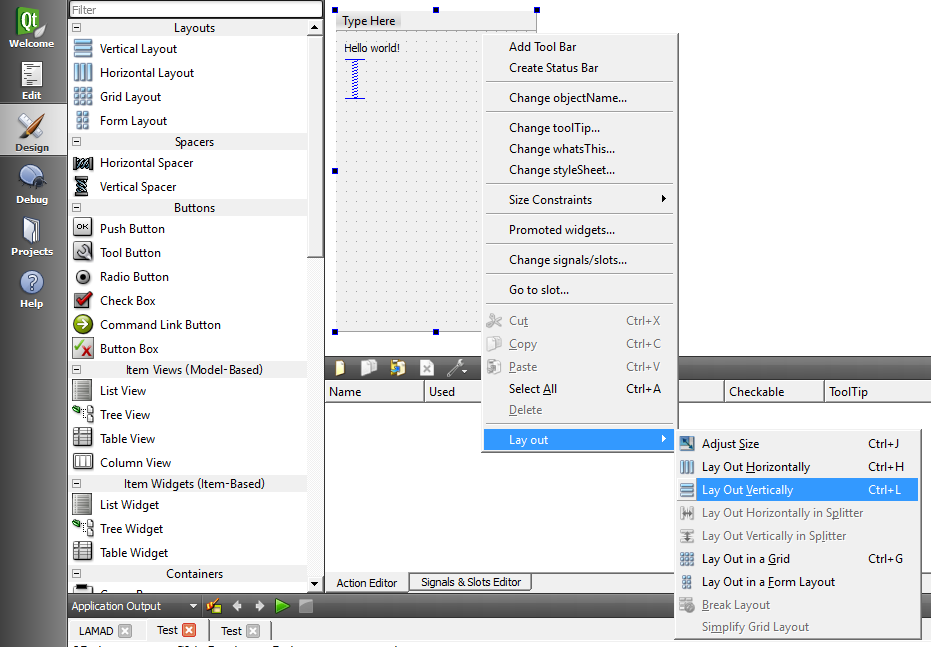 Welcome
Edit
Design
Debug
Projects
Help
Filter
Layouts
Vertical Layout
Horizontal Layout
Grid Layout
Form Layout
Spacers
Horizontal Spacer
Vertical Spacer
Buttons
OK
Push Button
Tool Button
Radio Button
Check Box
Command Link Button
Button Box
Item Views (Model-Based)
List View
Tree View
Table View
Column View
Item Widgets (Item-Based)
List Widget
Tree Widget
Table Widget
Containers
Type Here
Hello world!
Add Tool Bar
Create Status Bar
Change objectName...
Change toolTip...
Change whatsThis...
Change styleSheet...
Size Constraints
Promoted widgets...
Change signals/slots...
Go to slot...
Cut Ctrl+X
Copy Ctrl+C
Paste Ctrl+V
Select All Ctrl+A
Delete
Lay out
Name Used Checkable ToolTip
Adjust Size Ctrl+J
Lay Out Horizontally Ctrl+H
Lay Out Vertically Ctrl+L
Lay Out Horizontally in Splitter
Lay Out Vertically in Splitter
Lay Out in a Grid Ctrl+G
Lay Out in a Form Layout
Break Layout
Simplify Grid Layout
Action Editor Signals & Slots Editor
Application Output
LAMAD Test Test